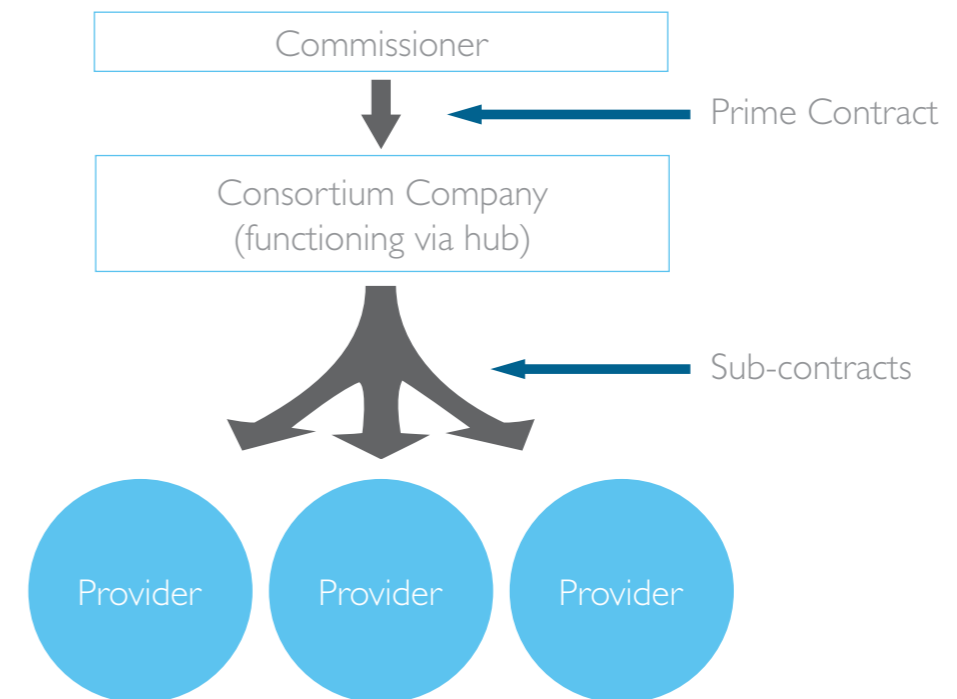 Commissioner
Prime Contract
Consortium Company
(functioning via hub)
Sub-contracts
Provider
Provider
Provider